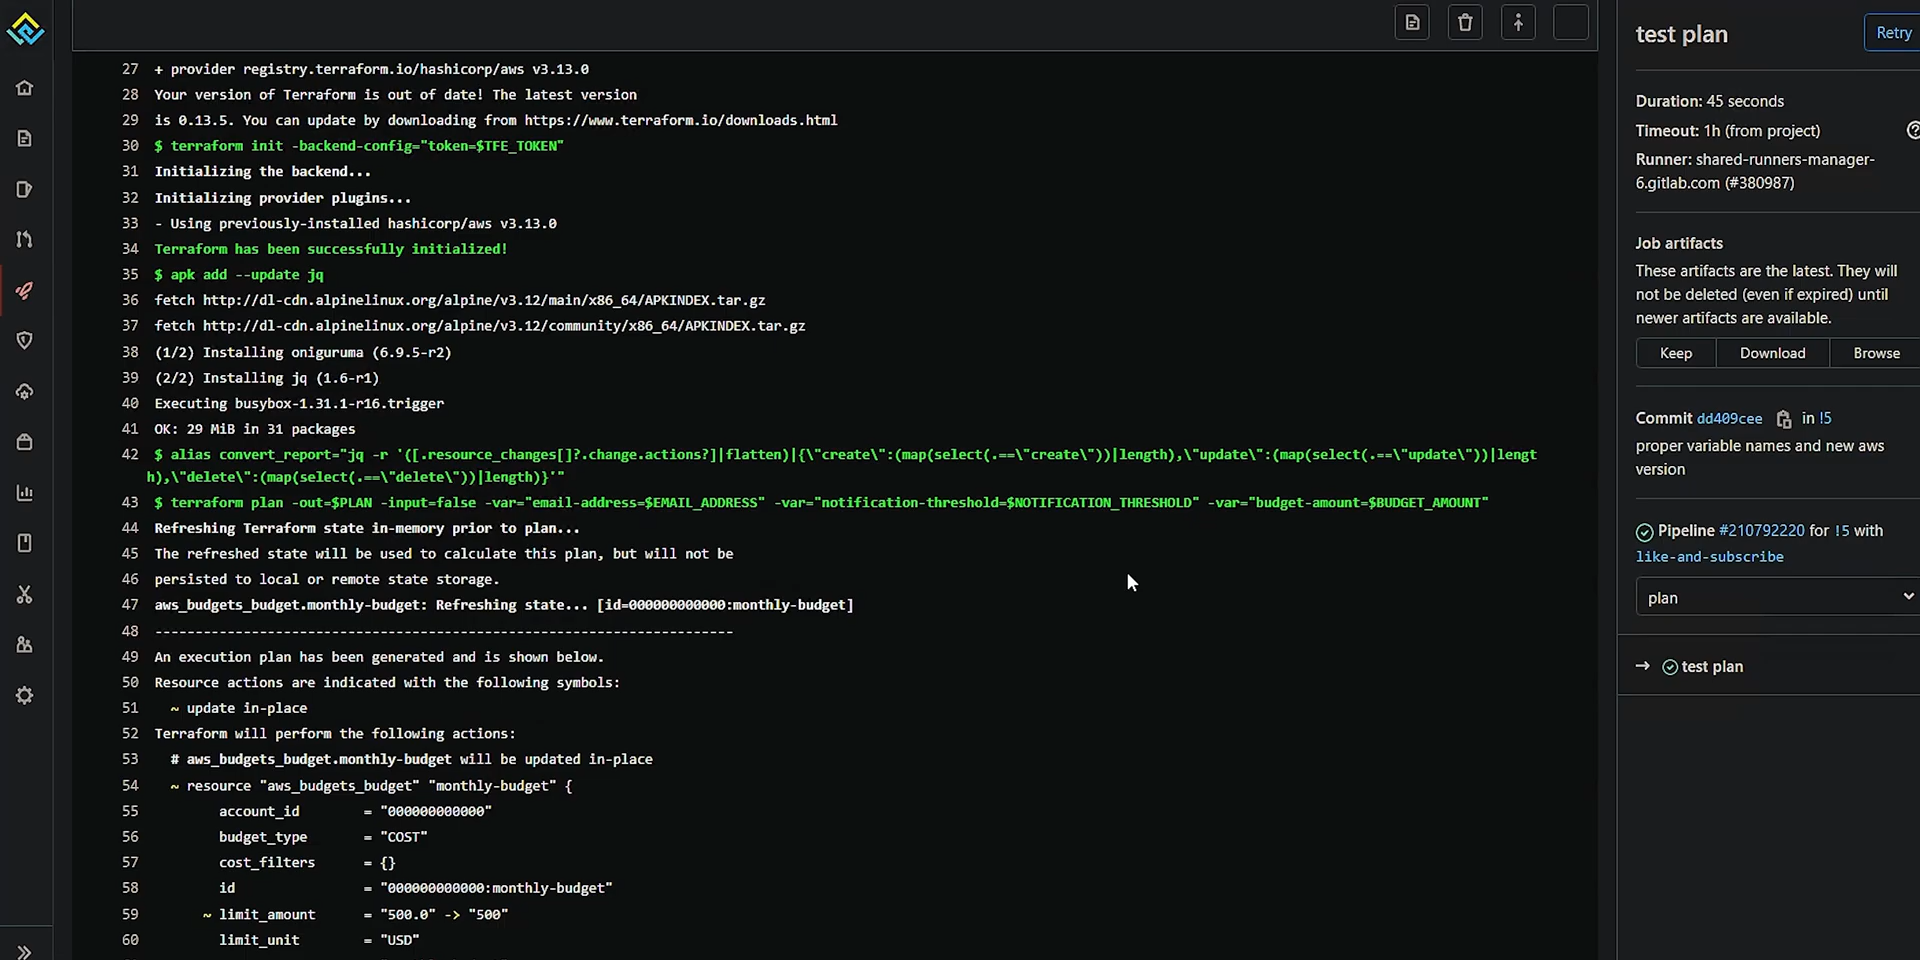 27 + provider registry.terraform.io/hashicorp/aws v3.13.0
28 Your version of Terraform is out of date! The latest version
29 is 0.13.5. You can update by downloading from https://www.terraform.io/downloads.html
30 $ terraform init -backend-config="token=$TFE_TOKEN"
31 Initializing the backend...
32 Initializing provider plugins...
33 - Using previously-installed hashicorp/aws v3.13.0
34 Terraform has been successfully initialized!
35 $ apk add --update jq
36 fetch http://dl-cdn.alpinelinux.org/alpine/v3.12/main/x86_64/APKINDEX.tar.gz
37 fetch http://dl-cdn.alpinelinux.org/alpine/v3.12/community/x86_64/APKINDEX.tar.gz
38 (1/2) Installing oniguruma (6.9.5-r2)
39 (2/2) Installing jq (1.6-r1)
40 Executing busybox-1.31.1-r16.trigger
41 OK: 29 MiB in 31 packages
42 $ alias convert_report="jq -r '([.resource_changes[]?.change.actions?]|flatten)|{\"create\":(map(select(.==\"create\"))|length),\"update\":(map(select(.==\"update\"))|lengt
h),\"delete\":(map(select(.==\"delete\"))|length)}'"
43 $ terraform plan -out=$PLAN -input=false -var="email-address=$EMAIL_ADDRESS" -var="notification-threshold=$NOTIFICATION_THRESHOLD" -var="budget-amount=$BUDGET_AMOUNT"
44 Refreshing Terraform state in-memory prior to plan...
45 The refreshed state will be used to calculate this plan, but will not be
46 persisted to local or remote state storage.
47 aws_budgets_budget.monthly-budget: Refreshing state... [id=000000000000:monthly-budget]
48 ------------------------------------------------------------------------
49 An execution plan has been generated and is shown below.
50 Resource actions are indicated with the following symbols:
51 ~ update in-place
52 Terraform will perform the following actions:
53 # aws_budgets_budget.monthly-budget will be updated in-place
54 ~ resource "aws_budgets_budget" "monthly-budget" {
55 account_id = "000000000000"
56 budget_type = "COST"
57 cost_filters = {}
58 id = "000000000000:monthly-budget"
59 ~ limit_amount = "500.0" -> "500"
60 limit_unit = "USD"
test plan
Retry
Duration: 45 seconds
Timeout: 1h (from project)
Runner: shared-runners-manager-
6.gitlab.com (#380987)
Job artifacts
These artifacts are the latest. They will
not be deleted (even if expired) until
newer artifacts are available.
Keep Download Browse
Commit dd409cee in !5
proper variable names and new aws
version
Pipeline #210792220 for !5 with
like-and-subscribe
plan
→ test plan